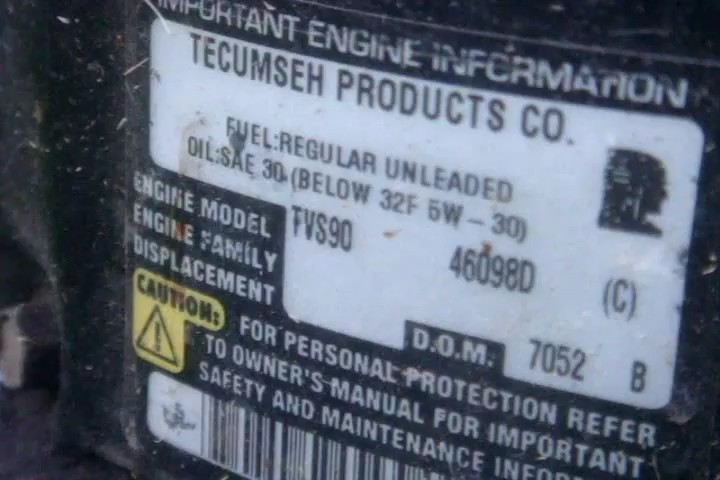 IMPORTANT ENGINE INFORMATION
TECUMSEH PRODUCTS CO.
FUEL:REGULAR UNLEADED
OIL:SAE 30 (BELOW 32F 5W-30)
ENGINE MODEL TVS90 46098D (C)
ENGINE FAMILY
DISPLACEMENT
D.O.M. 7052 B
CAUTION:
FOR PERSONAL PROTECTION REFER
TO OWNER'S MANUAL FOR IMPORTANT
SAFETY AND MAINTENANCE